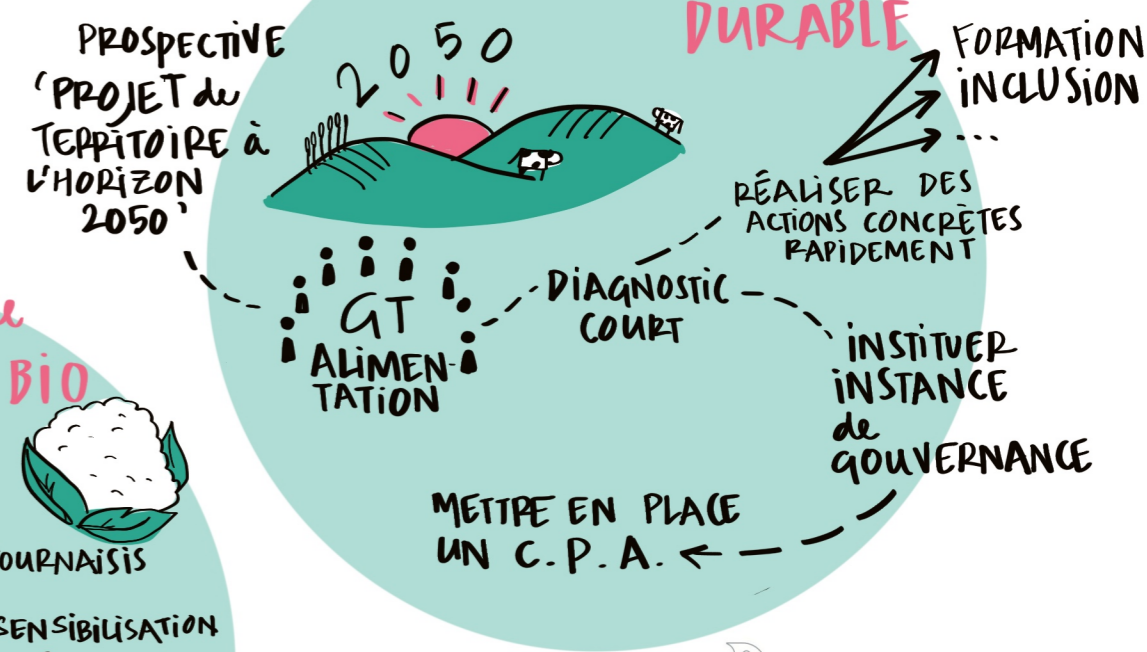 DURABLE
PROSPECTIVE
'PROJET de
TERRITOIRE à
L'HORIZON
2050'
2050
FORMATION
INCLUSION
...
RÉALISER DES
ACTIONS CONCRÈTES
RAPIDEMENT
GT
ALIMEN-
TATION
DIAGNOSTIC
COURT
INSTITUER
INSTANCE
de
GOUVERNANCE
METTRE EN PLACE
UN C.P.A.
BIO
OURNAISIS
SENSIBILISATION